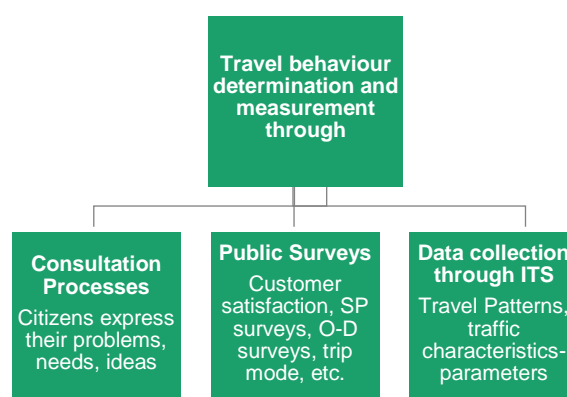 Travel behaviour
determination and
measurement
through
Consultation
Processes
Citizens express
their problems,
needs, ideas
Public Surveys
Customer
satisfaction, SP
surveys, O-D
surveys, trip
mode, etc.
Data collection
through ITS
Travel Patterns,
traffic
characteristics-
parameters